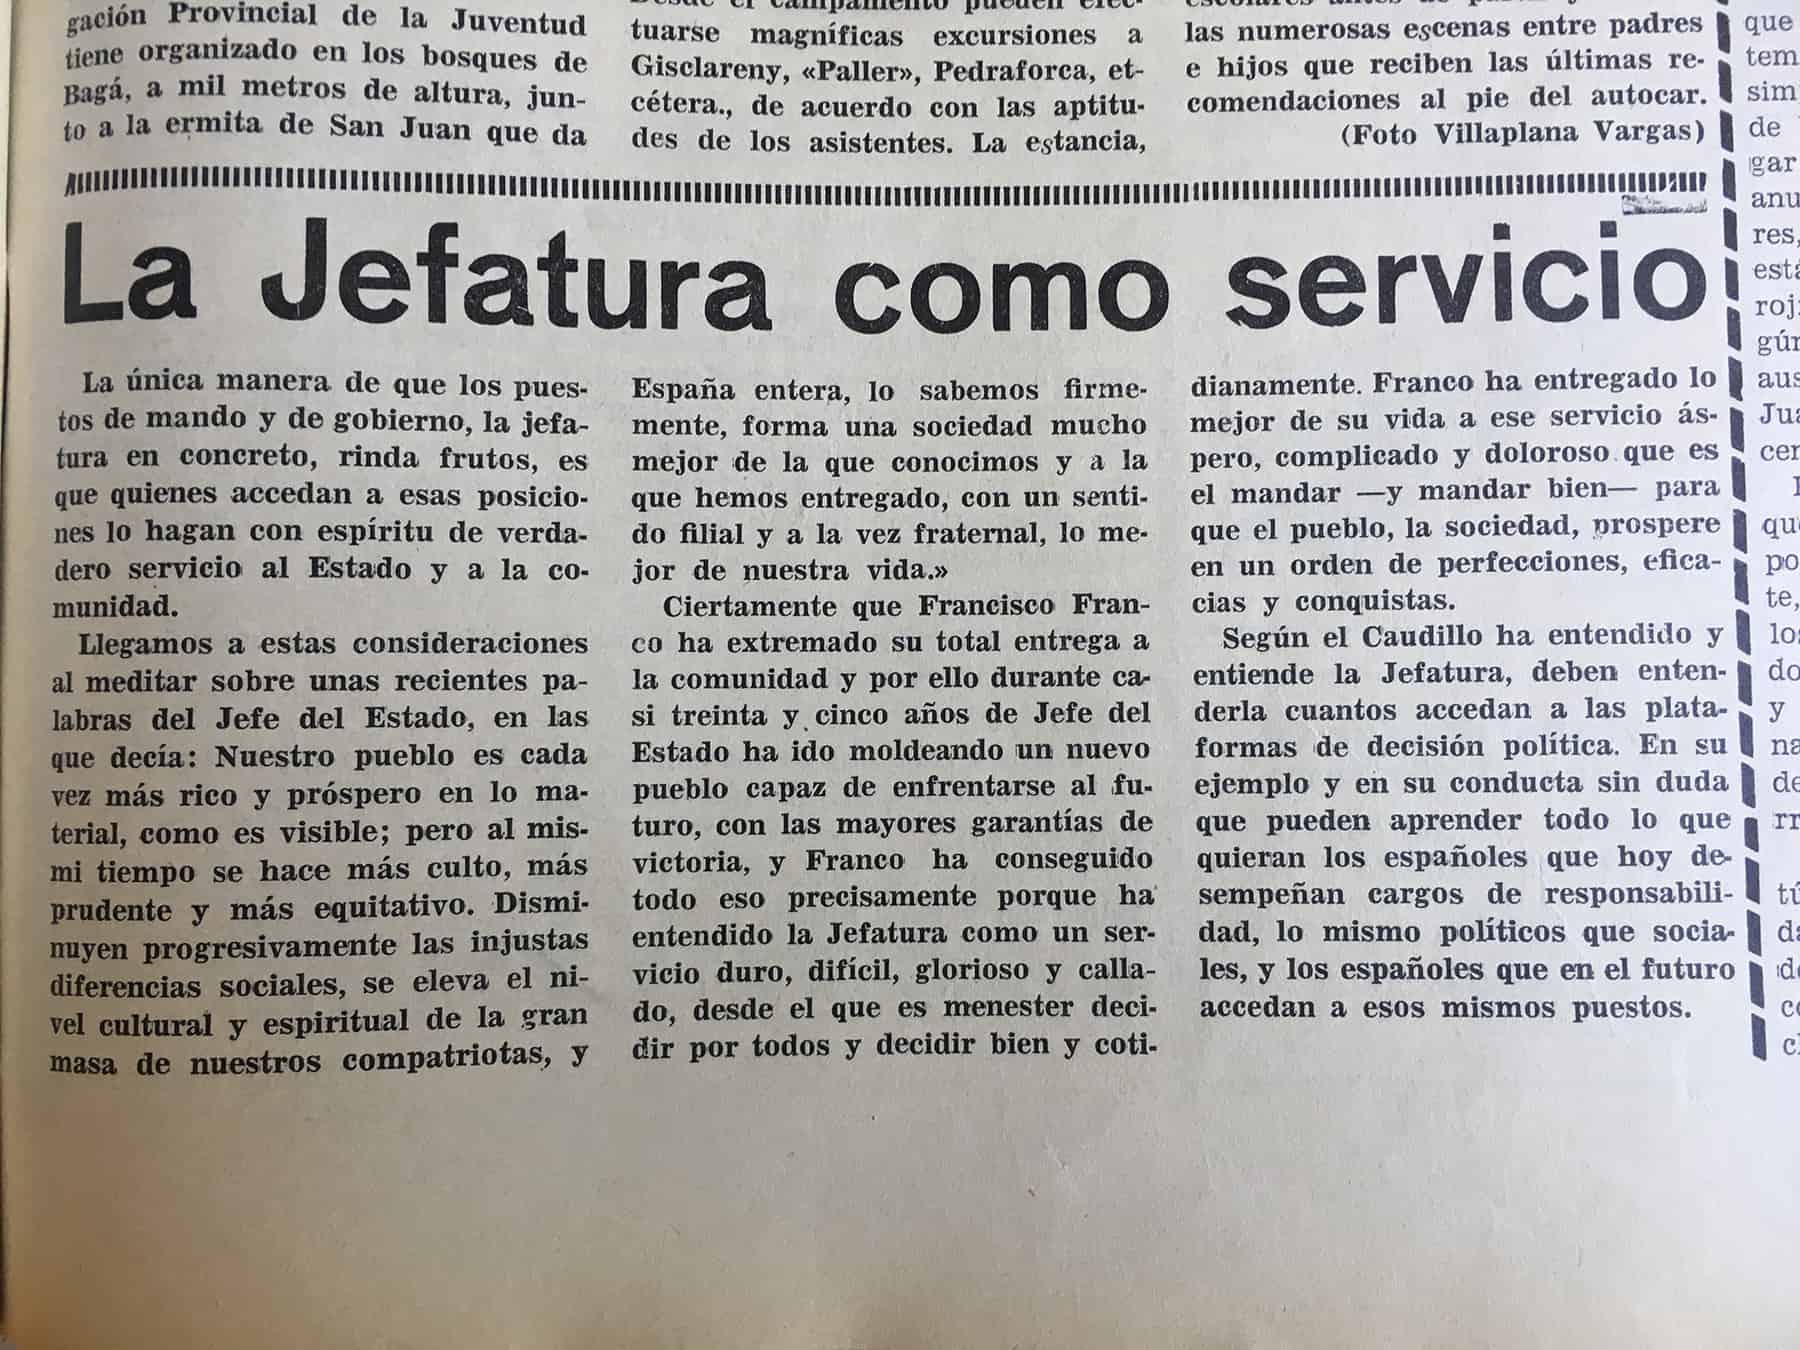 gación Provincial de la Juventud
tiene organizado en los bosques de
Bagá, a mil metros de altura, jun-
to a la ermita de San Juan que da
tuarse magníficas excursiones a
Gisclareny, «Paller», Pedraforca, et-
cétera., de acuerdo con las aptitu-
des de los asistentes. La estancia,
las numerosas escenas entre padres
e hijos que reciben las últimas re-
comendaciones al pie del autocar.
(Foto Villaplana Vargas)
La Jefatura como servicio
La única manera de que los pues-
tos de mando y de gobierno, la jefa-
tura en concreto, rinda frutos, es
que quienes accedan a esas posicio-
nes lo hagan con espíritu de verda-
dero servicio al Estado y a la co-
munidad.
Llegamos a estas consideraciones
al meditar sobre unas recientes pa-
labras del Jefe del Estado, en las
que decía: Nuestro pueblo es cada
vez más rico y próspero en lo ma-
terial, como es visible; pero al mis-
mi tiempo se hace más culto, más
prudente y más equitativo. Dismi-
nuyen progresivamente las injustas
diferencias sociales, se eleva el ni-
vel cultural y espiritual de la gran
masa de nuestros compatriotas, y
España entera, lo sabemos firme-
mente, forma una sociedad mucho
mejor de la que conocimos y a la
que hemos entregado, con un senti-
do filial y a la vez fraternal, lo me-
jor de nuestra vida.»
Ciertamente que Francisco Fran-
co ha extremado su total entrega a
la comunidad y por ello durante ca-
si treinta y cinco años de Jefe del
Estado ha ido moldeando un nuevo
pueblo capaz de enfrentarse al fu-
turo, con las mayores garantías de
victoria, y Franco ha conseguido
todo eso precisamente porque ha
entendido la Jefatura como un ser-
vicio duro, difícil, glorioso y calla-
do, desde el que es menester deci-
dir por todos y decidir bien y coti-
dianamente. Franco ha entregado lo
mejor de su vida a ese servicio ás-
pero, complicado y doloroso que es
el mandar —y mandar bien— para
que el pueblo, la sociedad, prospere
en un orden de perfecciones, efica-
cias y conquistas.
Según el Caudillo ha entendido y
entiende la Jefatura, deben enten-
derla cuantos accedan a las plata-
formas de decisión política. En su
ejemplo y en su conducta sin duda
que pueden aprender todo lo que
quieran los españoles que hoy de-
sempeñan cargos de responsabili-
dad, lo mismo políticos que socia-
les, y los españoles que en el futuro
accedan a esos mismos puestos.